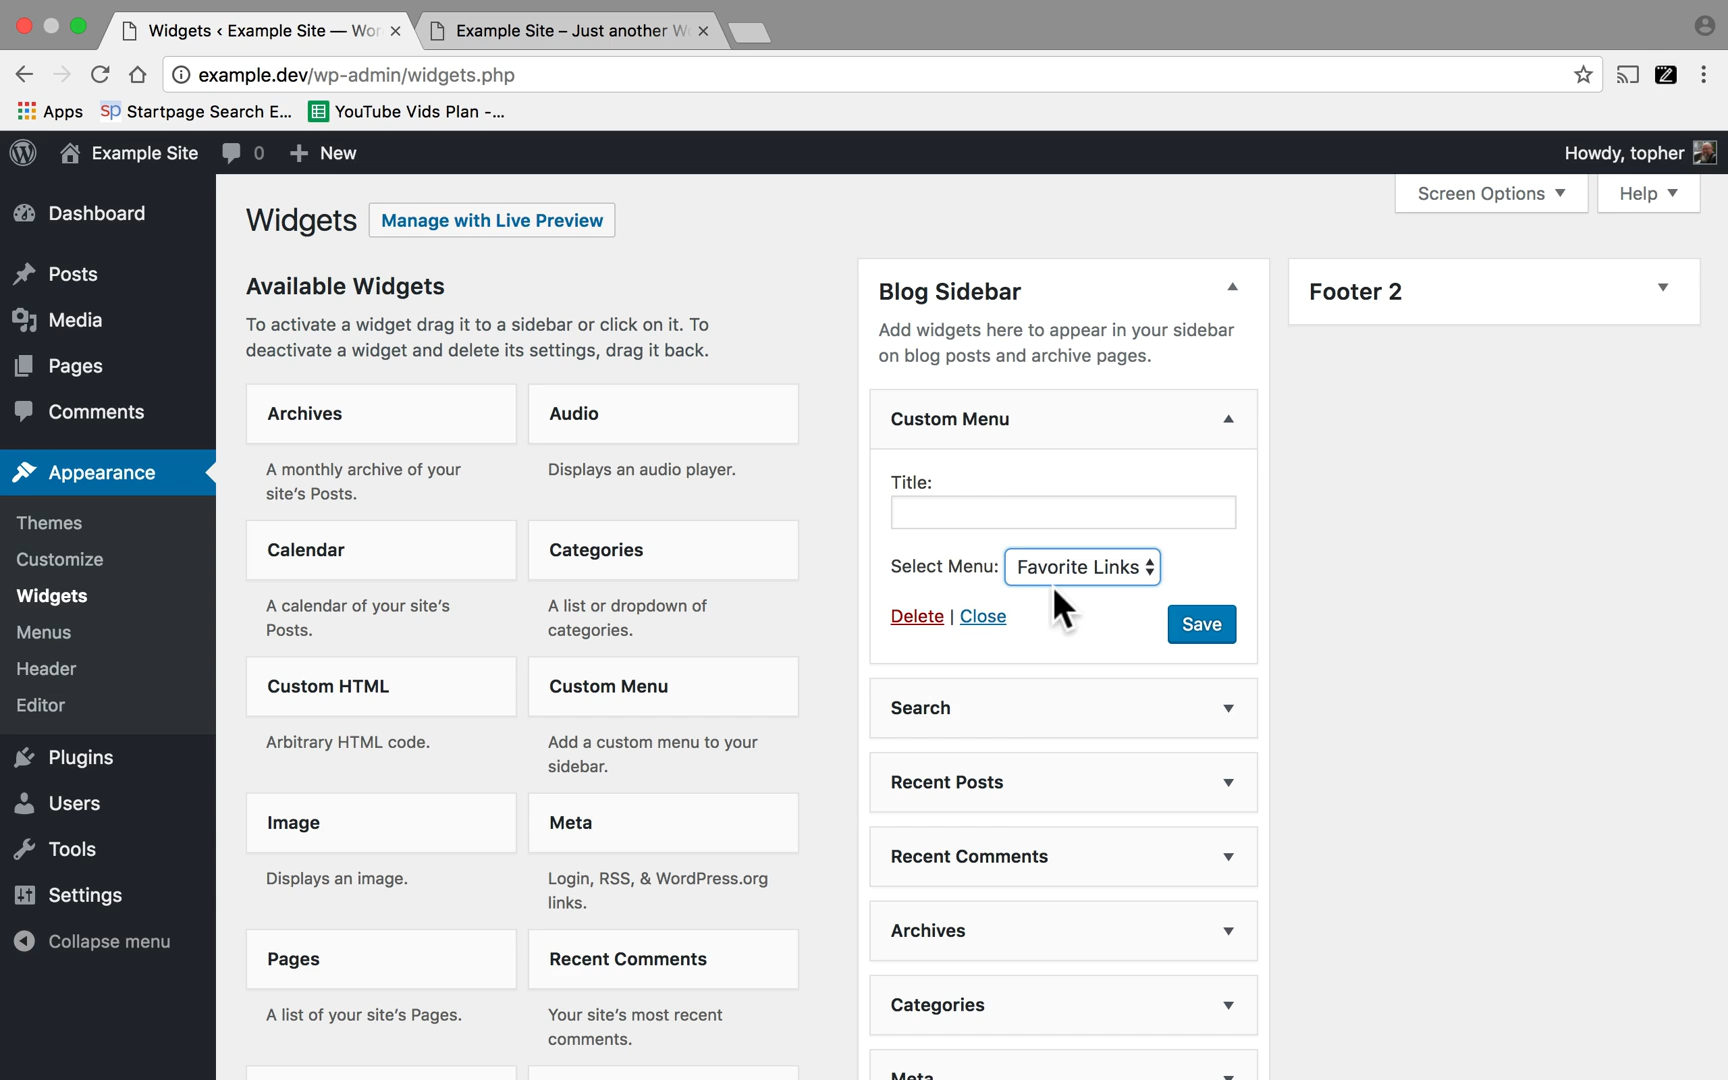 Widgets ‹ Example Site — Wor
Example Site – Just another W
example.dev/wp-admin/widgets.php
Apps
sp Startpage Search E...
YouTube Vids Plan -...
Example Site
0
New
Howdy, topher
Dashboard
Posts
Media
Pages
Comments
Appearance
Themes
Customize
Widgets
Menus
Header
Editor
Plugins
Users
Tools
Settings
Collapse menu
Screen Options
Help
Widgets
Manage with Live Preview
Available Widgets
To activate a widget drag it to a sidebar or click on it. To
deactivate a widget and delete its settings, drag it back.
Archives
A monthly archive of your
site's Posts.
Audio
Displays an audio player.
Calendar
A calendar of your site's
Posts.
Categories
A list or dropdown of
categories.
Custom HTML
Arbitrary HTML code.
Custom Menu
Add a custom menu to your
sidebar.
Image
Displays an image.
Meta
Login, RSS, & WordPress.org
links.
Pages
A list of your site's Pages.
Recent Comments
Your site's most recent
comments.
Blog Sidebar
Add widgets here to appear in your sidebar
on blog posts and archive pages.
Custom Menu
Title:
Select Menu: Favorite Links
Delete | Close
Save
Search
Recent Posts
Recent Comments
Archives
Categories
Meta
Footer 2